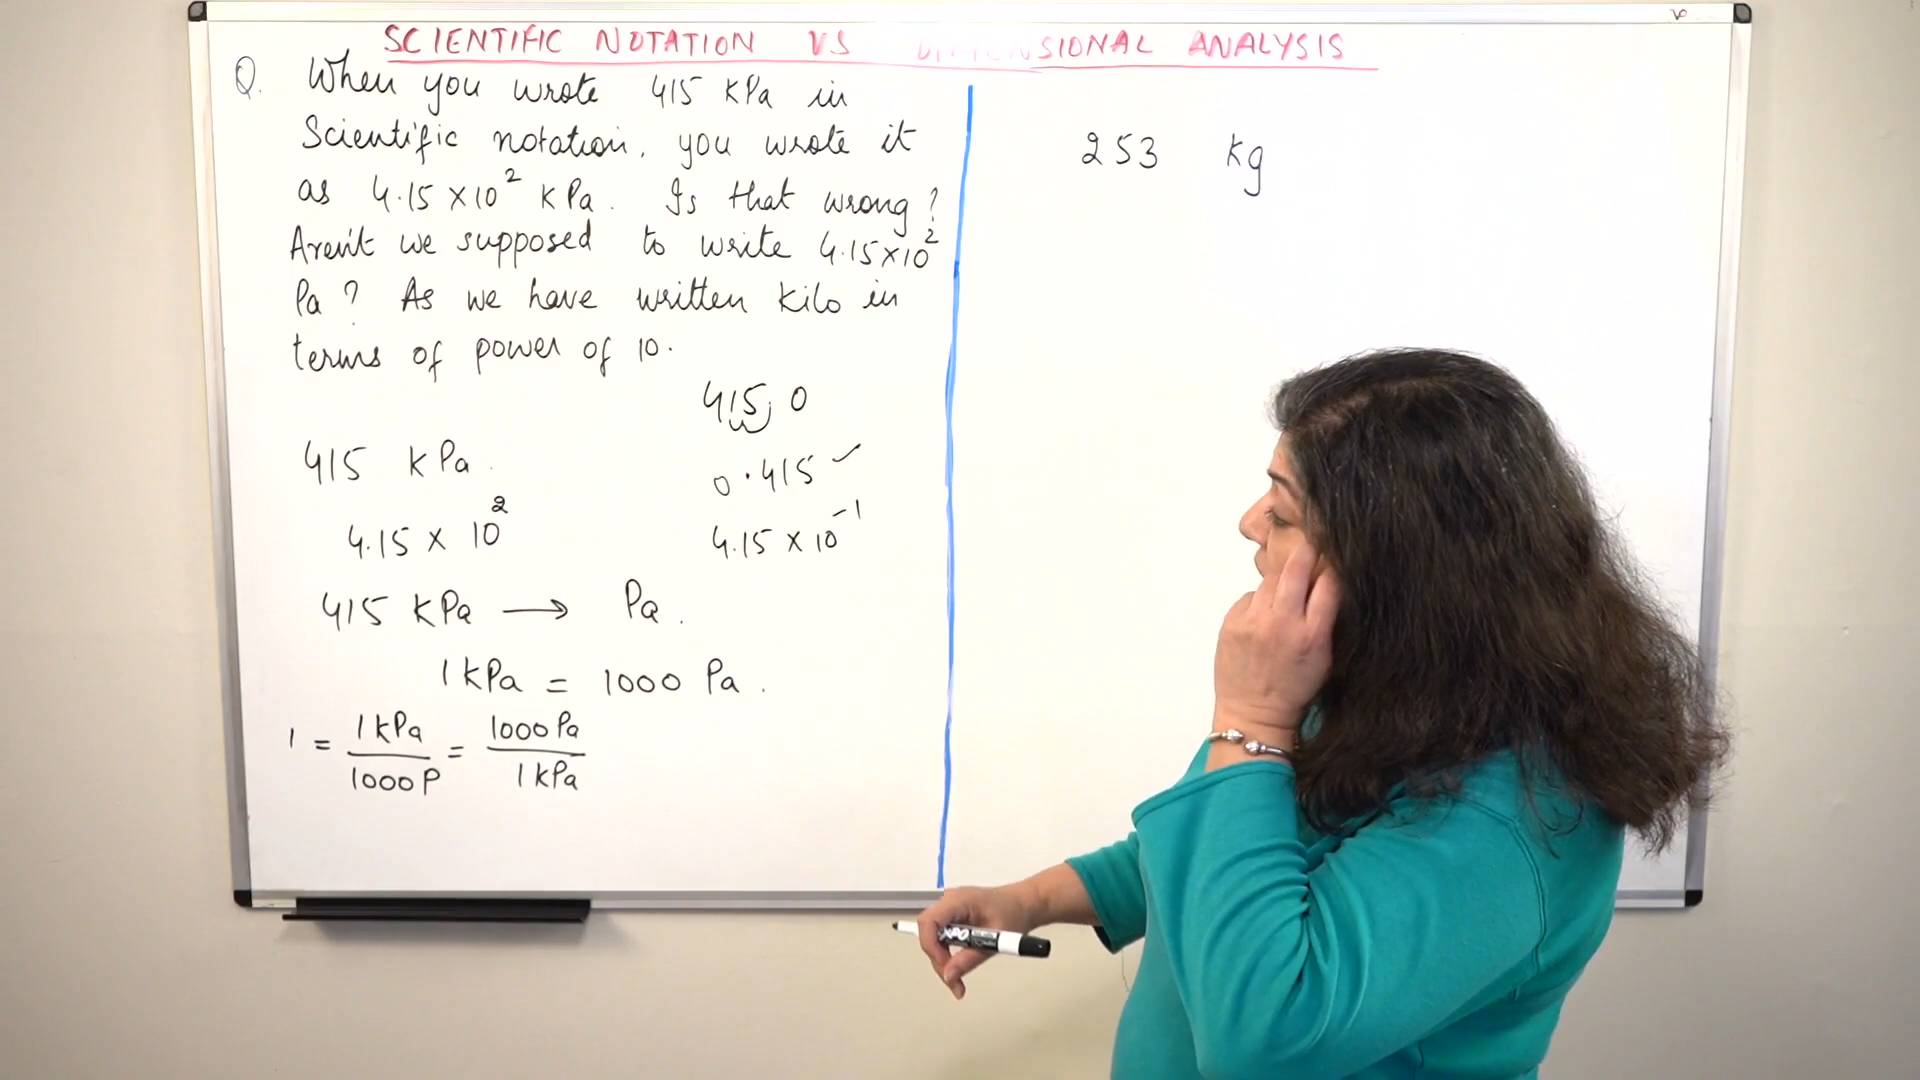 SCIENTIFIC NOTATION VS DIMENSIONAL ANALYSIS
Q. When you wrote 415 kPa in
Scientific notation, you wrote it
as 4.15 × 10² kPa. Is that wrong?
Aren't we supposed to write 4.15×10²
Pa? As we have written kilo in
terms of power of 10.
415, 0
415 kPa.
0.415 ✓
4.15 × 10²
4.15 × 10⁻¹
415 kPa → Pa.
1 kPa = 1000 Pa.
1 = 1 kPa / 1000 P = 1000 Pa / 1 kPa
253 kg